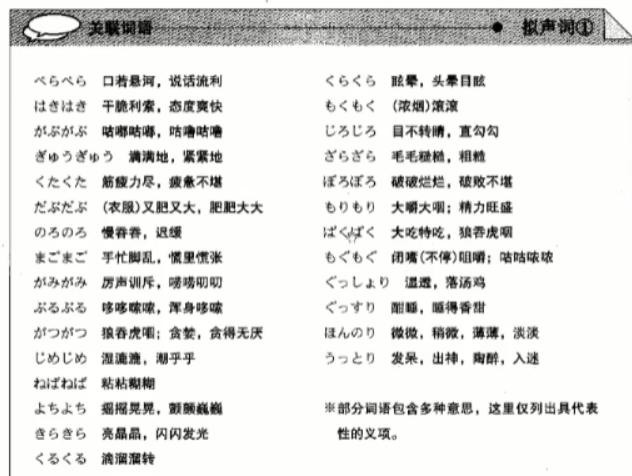 关联词语
拟声词①
ぺらぺら 口若悬河，说话流利
はきはき 干脆利索，态度爽快
がぶがぶ 咕嘟咕嘟，咕噜咕噜
ぎゅうぎゅう 满满地，紧紧地
くたくた 筋疲力尽，疲惫不堪
だぶだぶ (衣服)又肥又大，肥肥大大
のろのろ 慢吞吞，迟缓
まごまご 手忙脚乱，慌里慌张
がみがみ 厉声训斥，唠唠叨叨
ぶるぶる 哆哆嗦嗦，浑身哆嗦
がつがつ 狼吞虎咽；贪婪，贪得无厌
じめじめ 湿漉漉，潮乎乎
ねばねば 粘粘糊糊
よちよち 摇摇晃晃，颤颤巍巍
きらきら 亮晶晶，闪闪发光
くるくる 滴溜溜转
くらくら 眩晕，头晕目眩
もくもく (浓烟)滚滚
じろじろ 目不转睛，直勾勾
ざらざら 毛毛糙糙，粗糙
ぼろぼろ 破破烂烂，破败不堪
もりもり 大嚼大咽；精力旺盛
ぱくぱく 大吃特吃，狼吞虎咽
もぐもぐ 闭嘴(不停)咀嚼；咕咕哝哝
ぐっしょり 湿透，落汤鸡
ぐっすり 酣睡，睡得香甜
ほんのり 微微，稍微，薄薄，淡淡
うっとり 发呆，出神，陶醉，入迷
※部分词语包含多种意思，这里仅列出具代表
性的义项。